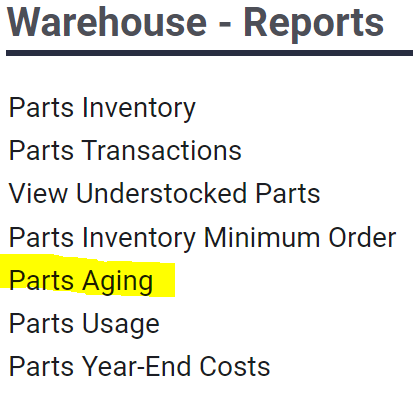 Warehouse - Reports
Parts Inventory
Parts Transactions
View Understocked Parts
Parts Inventory Minimum Order
Parts Aging
Parts Usage
Parts Year-End Costs